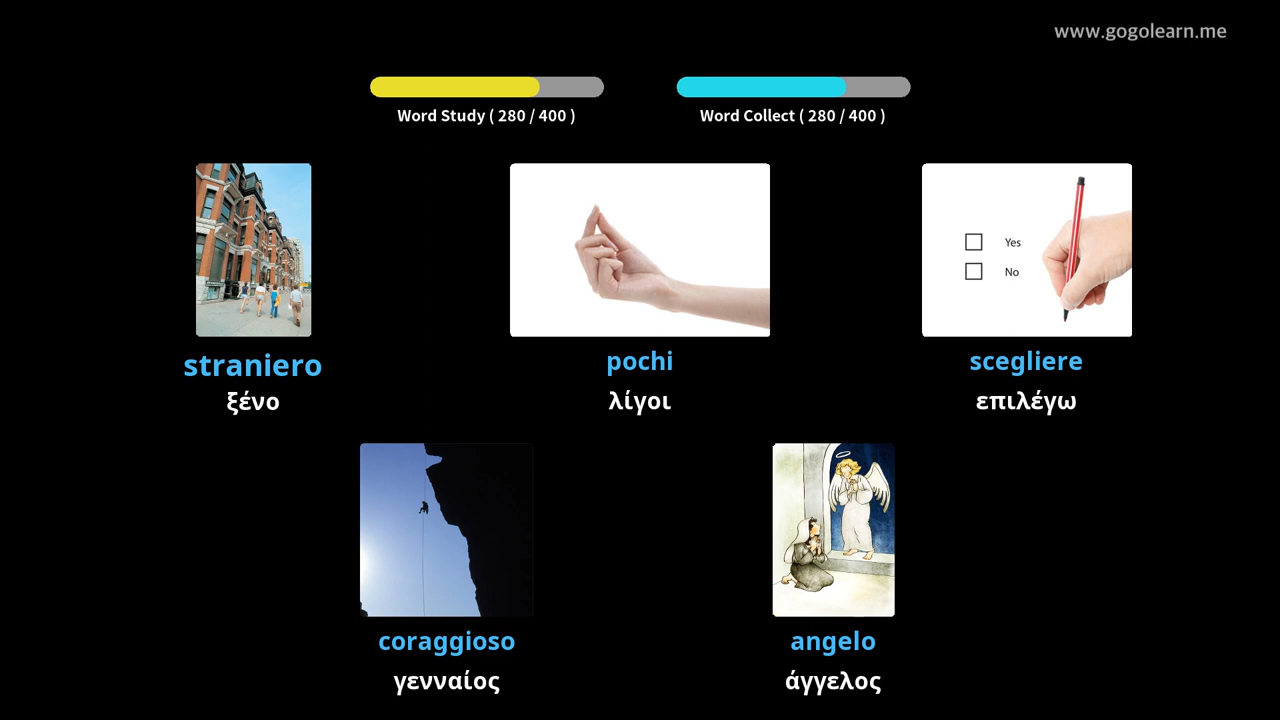 www.gogolearn.me
Word Study ( 280 / 400 )
Word Collect ( 280 / 400 )
Yes
No
straniero
ξένο
pochi
λίγοι
scegliere
επιλέγω
coraggioso
γενναίος
angelo
άγγελος